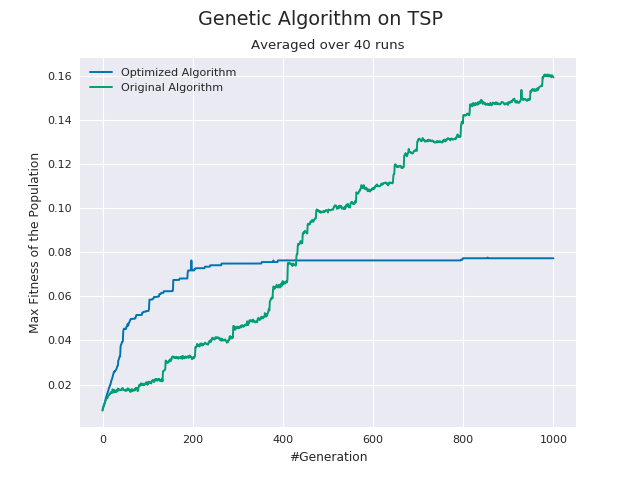 Genetic Algorithm on TSP
Averaged over 40 runs
Optimized Algorithm
Original Algorithm
Max Fitness of the Population
0.16
0.14
0.12
0.10
0.08
0.06
0.04
0.02
0 200 400 600 800 1000
#Generation